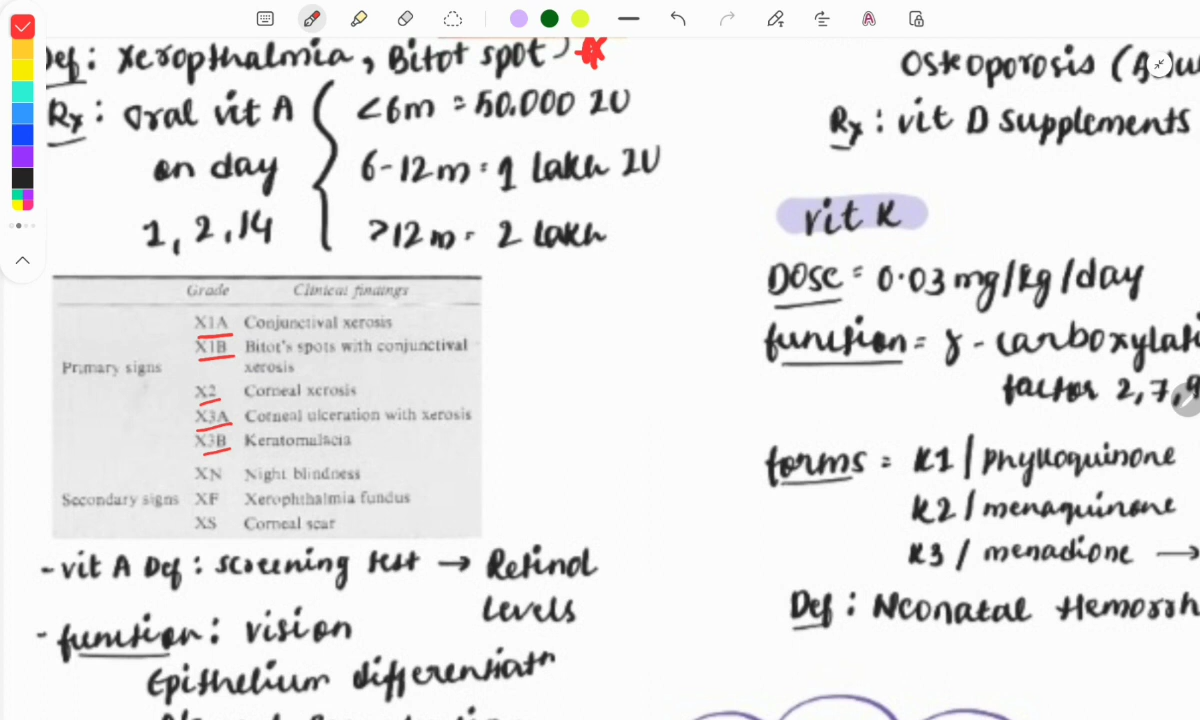 Def: Xeropthalmia, Bitot spot)
Rx: oral vit A
on day
1, 2, 14
<6m = 50.000 IU
6-12m = 1 lakh IU
>12m = 2 lakh
Grade Clinical findings
Primary signs
X1A Conjunctival xerosis
X1B Bitot's spots with conjunctival
xerosis
X2 Corneal xerosis
X3A Corneal ulceration with xerosis
X3B Keratomalacia
Secondary signs
XN Night blindness
XF Xerophthalmia fundus
XS Corneal scar
- vit A Def: screening test → Retinol
levels
- function: vision
Epithelium differentiatn
Osteoporosis
Rx: vit D supplements
vit K
Dose = 0.03 mg/kg/day
function = γ - carboxylati
factor 2, 7, 9
forms = K1 / phylloquinone
K2 / menaquinone
K3 / menadione →
Def: Neonatal Hemorrh